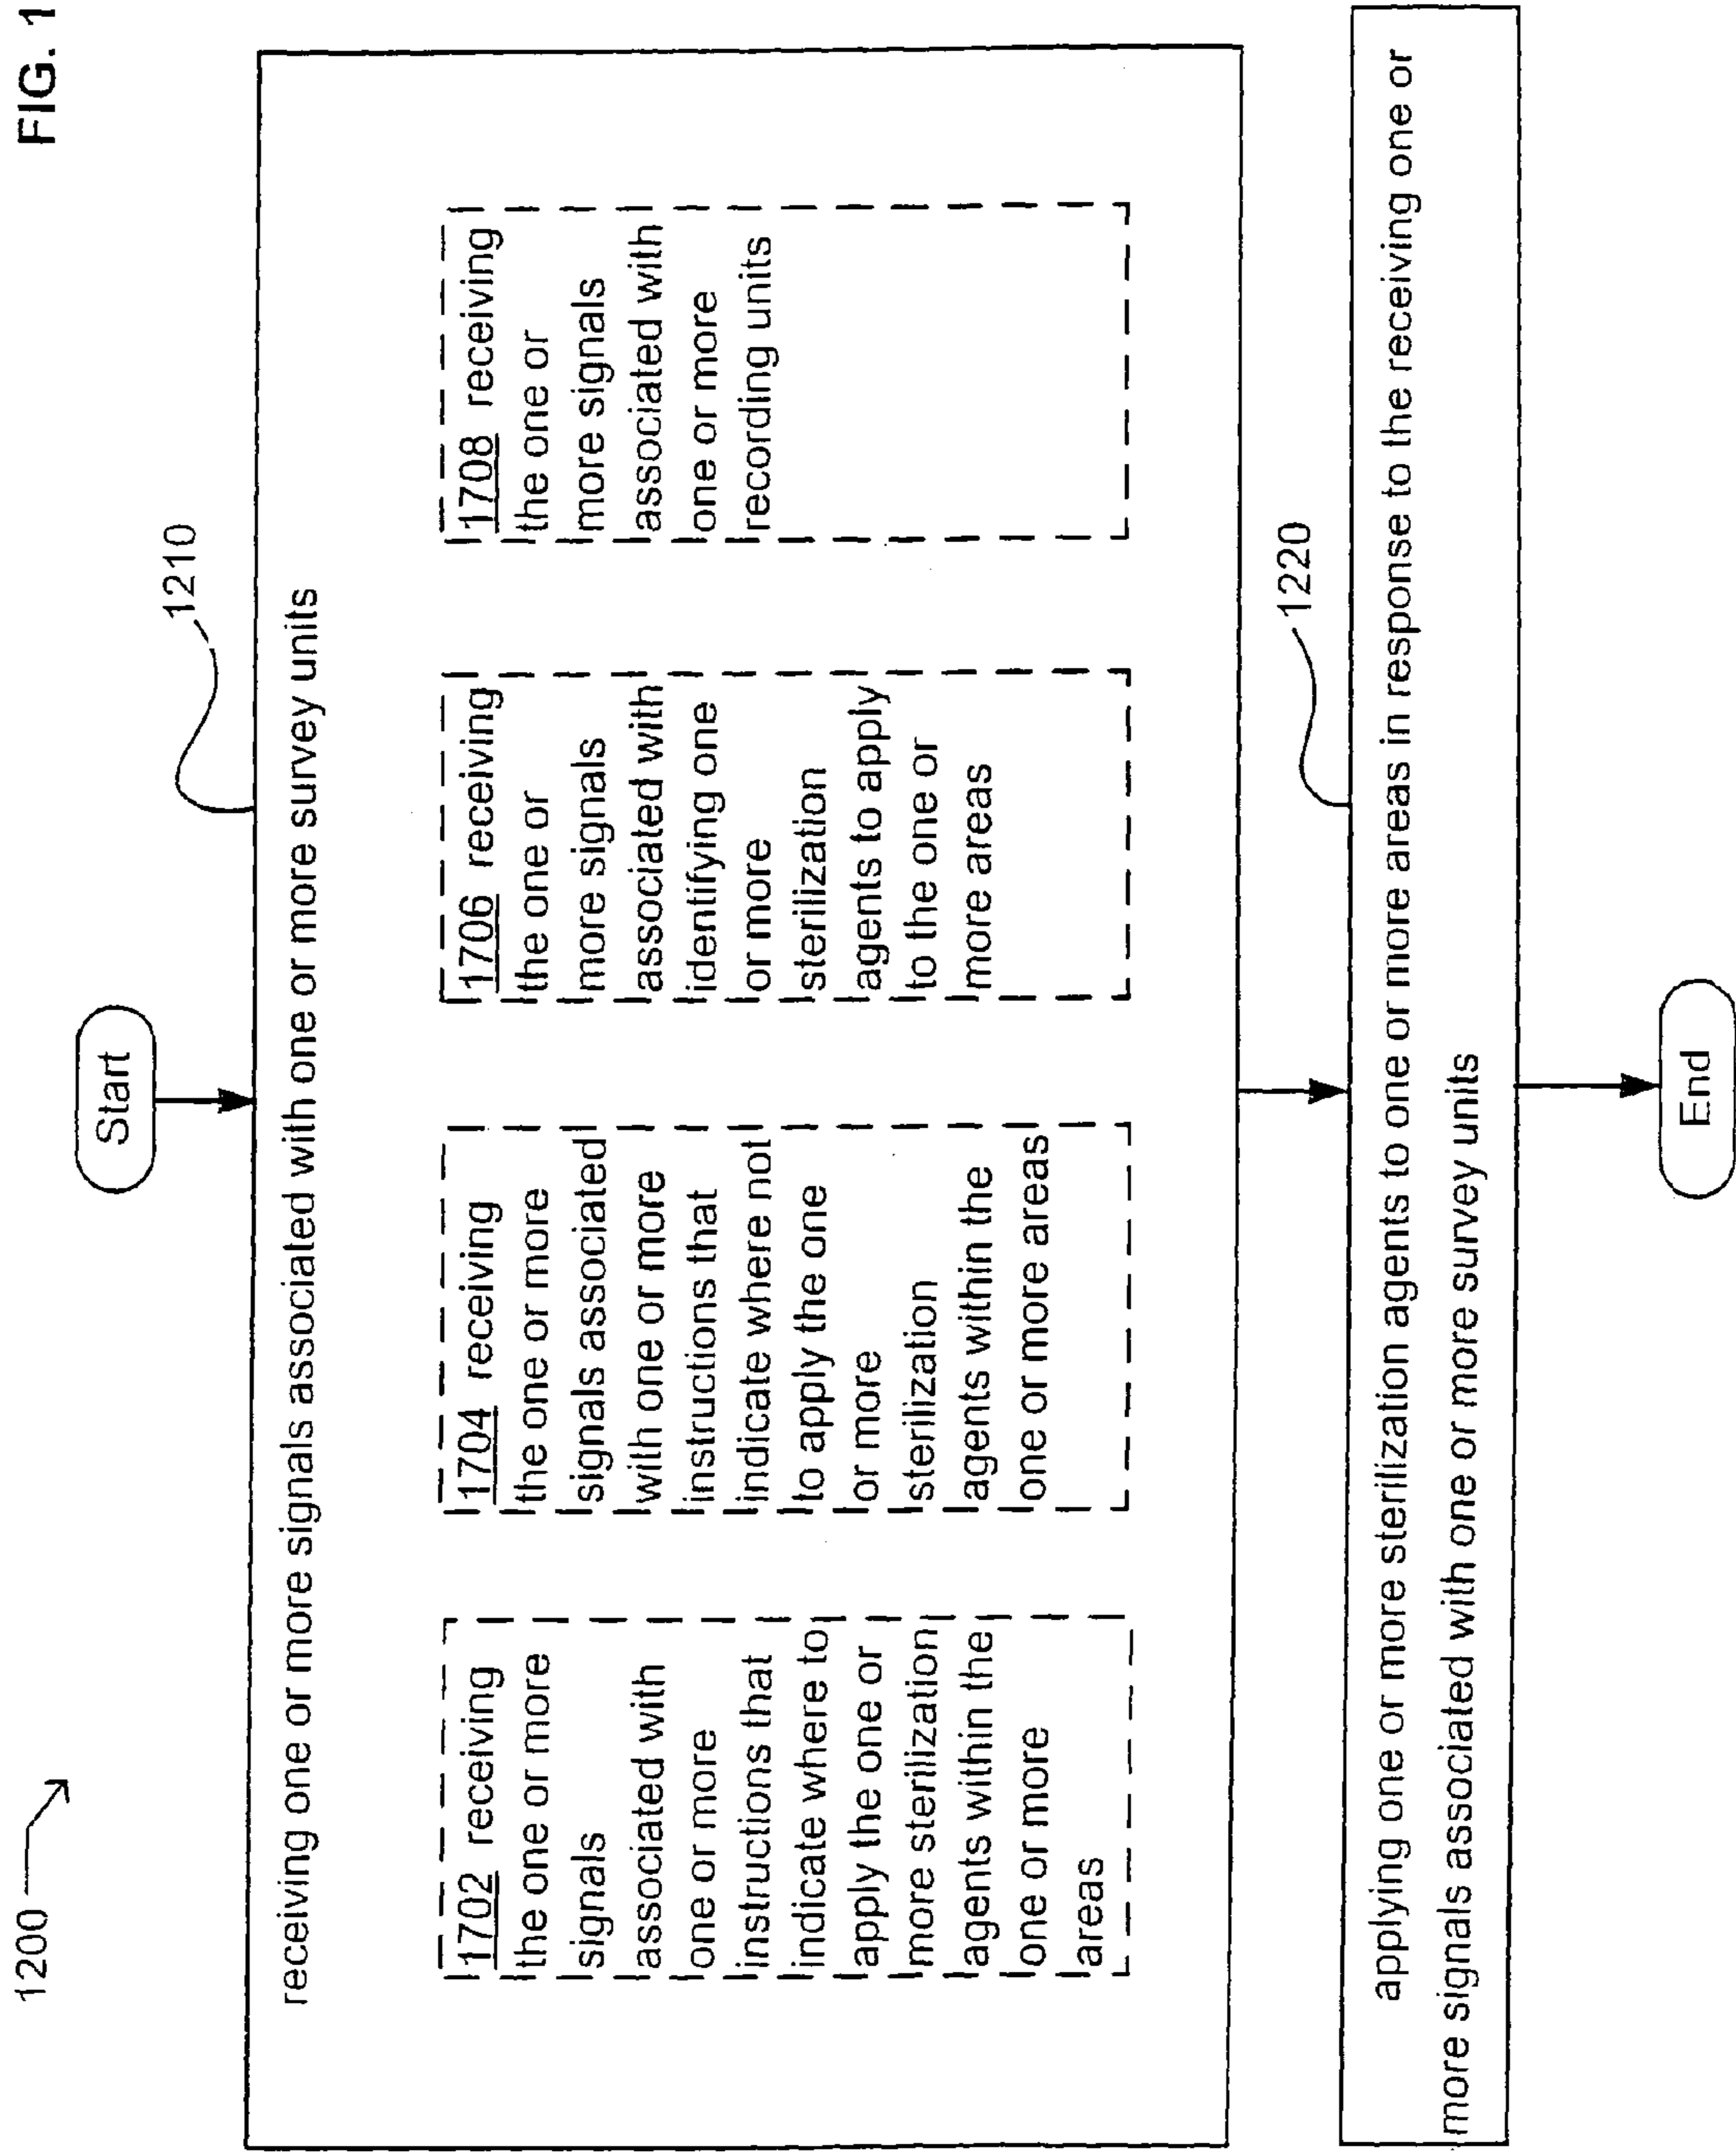 1200
FIG. 1
Start
1210
receiving one or more signals associated with one or more survey units
1702 receiving
the one or more
signals
associated with
one or more
instructions that
indicate where to
apply the one or
more sterilization
agents within the
one or more
areas
1704 receiving
the one or more
signals associated
with one or more
instructions that
indicate where not
to apply the one
or more
sterilization
agents within the
one or more areas
1706 receiving
the one or
more signals
associated with
identifying one
or more
sterilization
agents to apply
to the one or
more areas
1708 receiving
the one or
more signals
associated with
one or more
recording units
1220
applying one or more sterilization agents to one or more areas in response to the receiving one or
more signals associated with one or more survey units
End